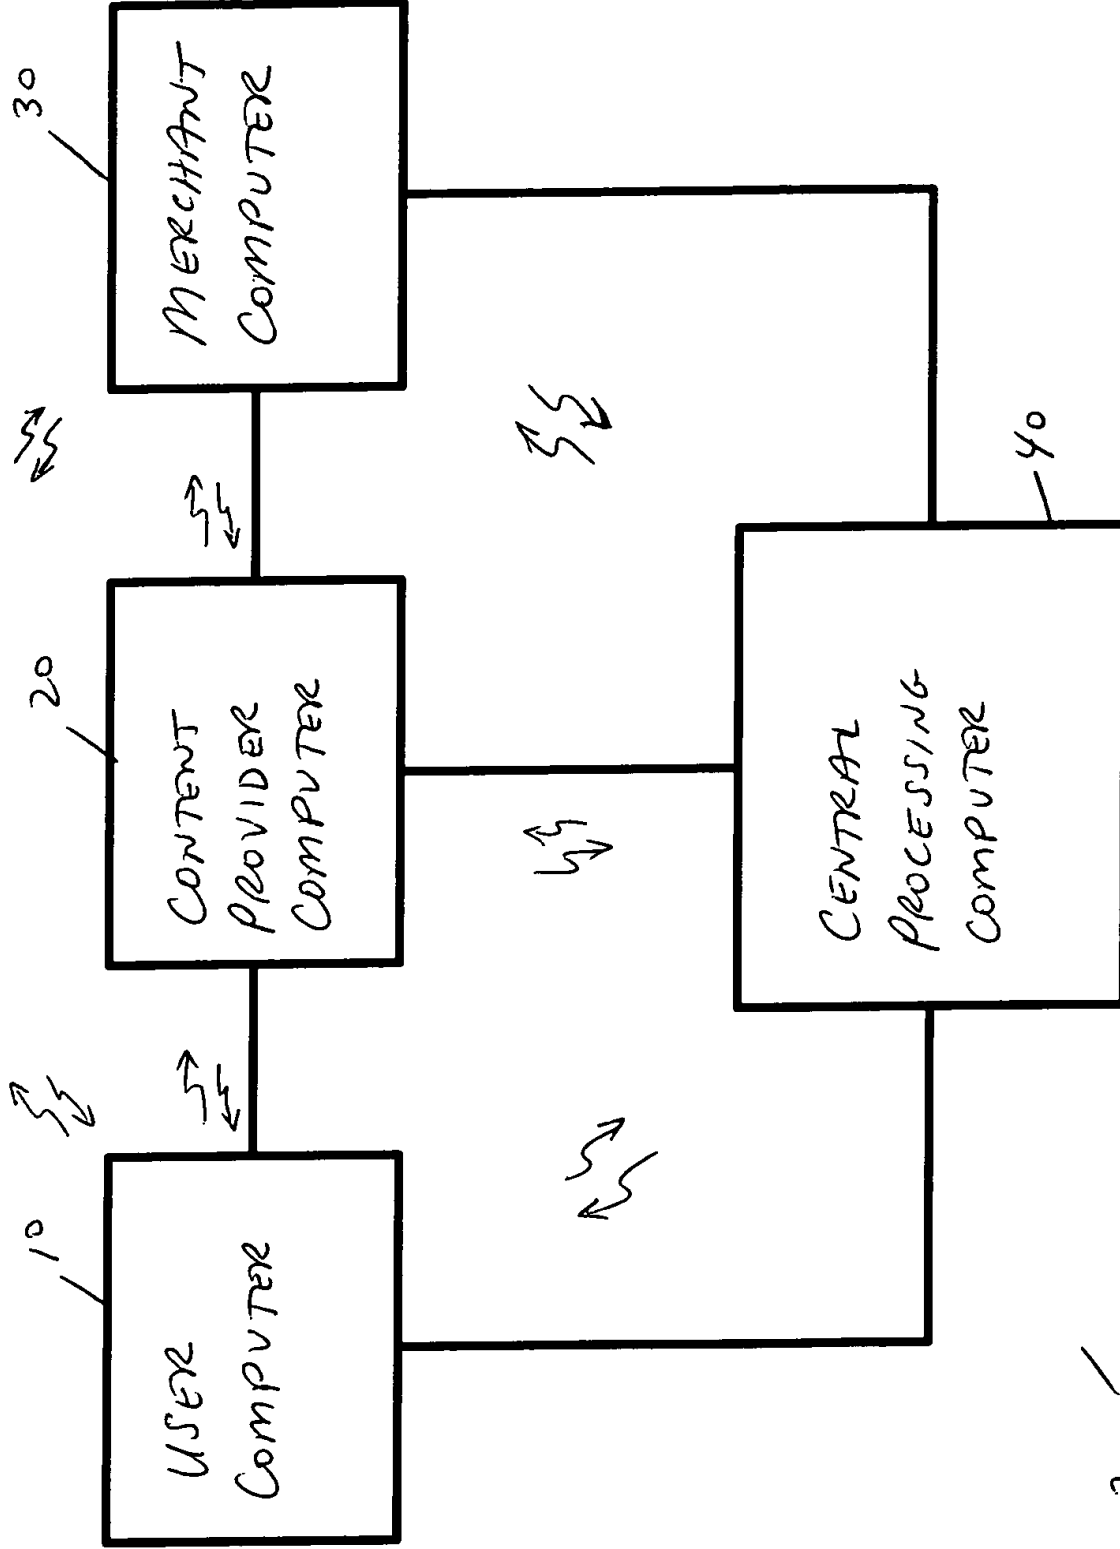 10
USER
COMPUTER
20
CONTENT
PROVIDER
COMPUTER
30
MERCHANT
COMPUTER
CENTRAL
PROCESSING
COMPUTER
40